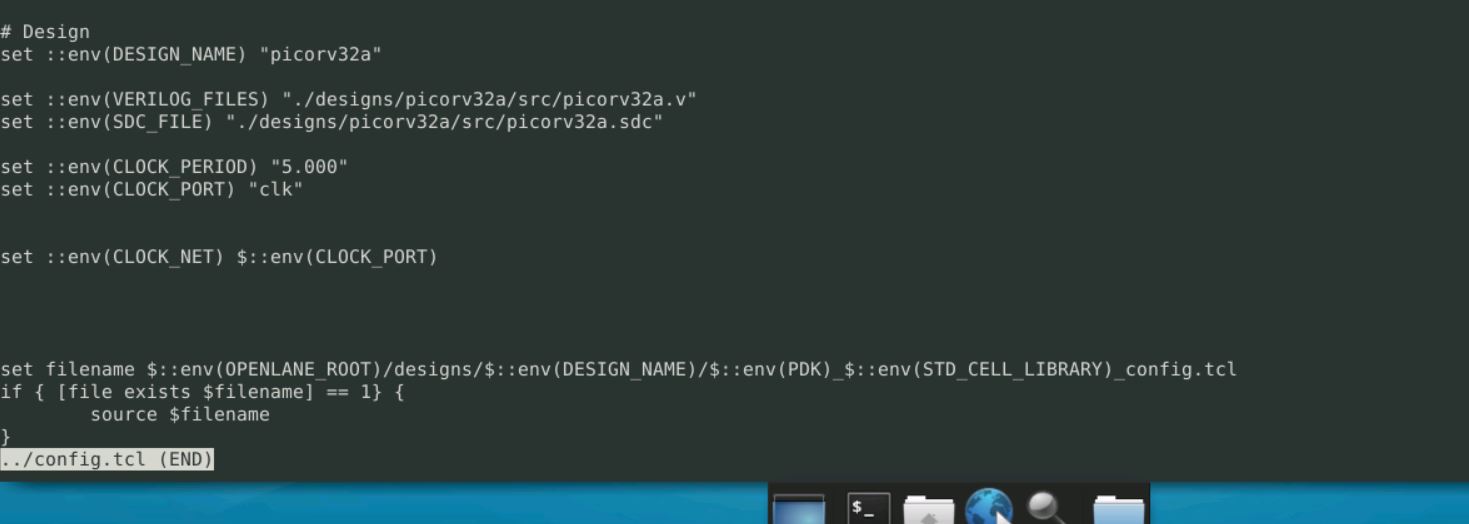 # Design
set ::env(DESIGN_NAME) "picorv32a"
set ::env(VERILOG_FILES) "./designs/picorv32a/src/picorv32a.v"
set ::env(SDC_FILE) "./designs/picorv32a/src/picorv32a.sdc"
set ::env(CLOCK_PERIOD) "5.000"
set ::env(CLOCK_PORT) "clk"
set ::env(CLOCK_NET) $::env(CLOCK_PORT)
set filename $::env(OPENLANE_ROOT)/designs/$::env(DESIGN_NAME)/$::env(PDK)_$::env(STD_CELL_LIBRARY)_config.tcl
if { [file exists $filename] == 1} {
        source $filename
}
../config.tcl (END)
$_